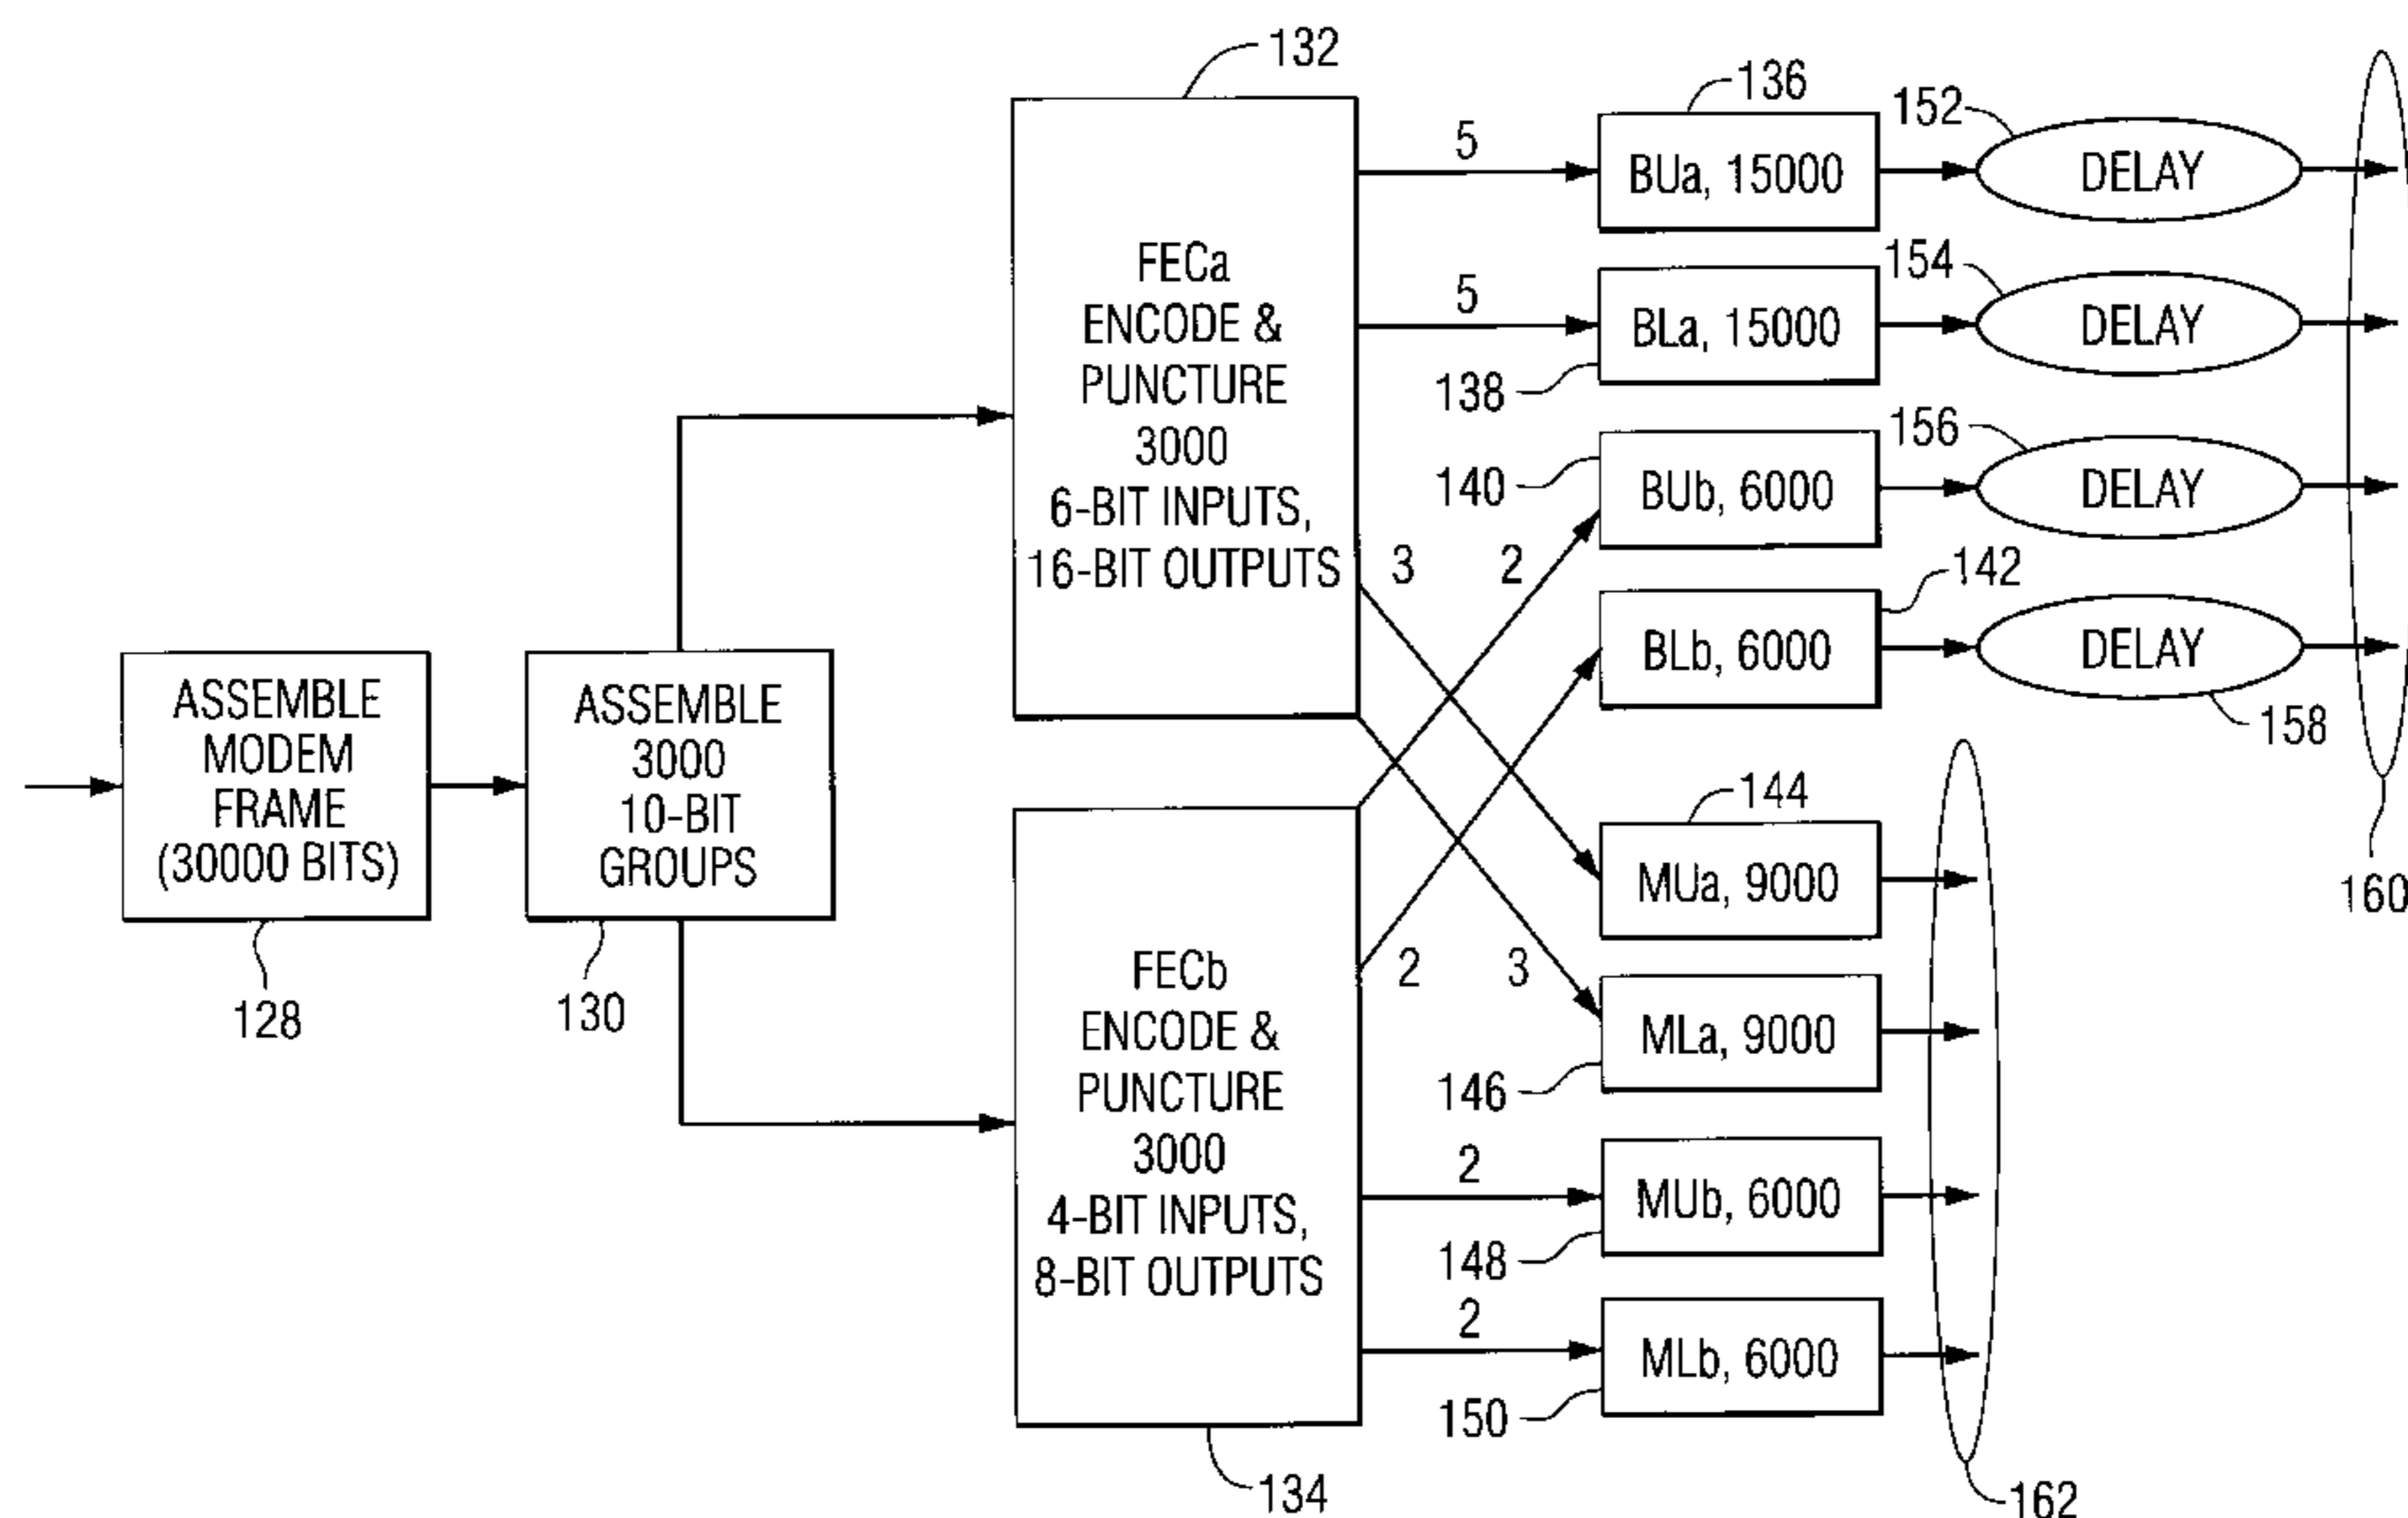 132
136
152
5
BUa, 15000
DELAY
154
FECa
ENCODE &
PUNCTURE
3000
6-BIT INPUTS,
16-BIT OUTPUTS
5
BLa, 15000
DELAY
138
156
140
BUb, 6000
DELAY
3
2
142
BLb, 6000
DELAY
158
ASSEMBLE
MODEM
FRAME
(30000 BITS)
ASSEMBLE
3000
10-BIT
GROUPS
144
160
MUa, 9000
128
130
2
3
FECb
ENCODE &
PUNCTURE
3000
4-BIT INPUTS,
8-BIT OUTPUTS
MLa, 9000
146
2
MUb, 6000
148
2
MLb, 6000
150
134
162